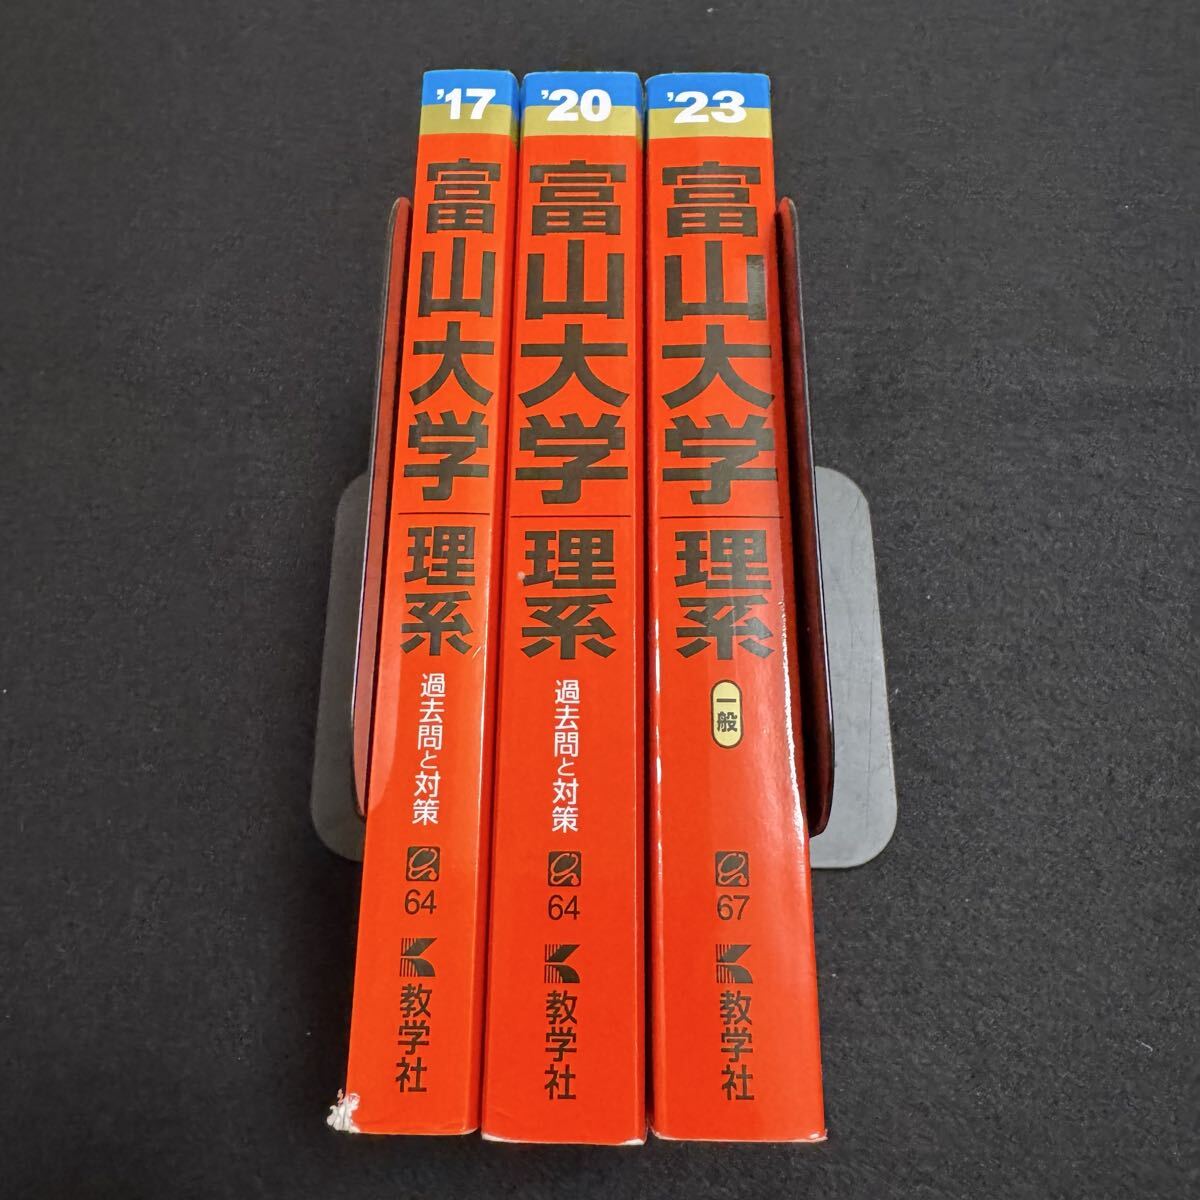 '17
富山大学
理系
過去問と対策
64
教学社
'20
富山大学
理系
過去問と対策
64
教学社
'23
富山大学
理系
一般
67
教学社